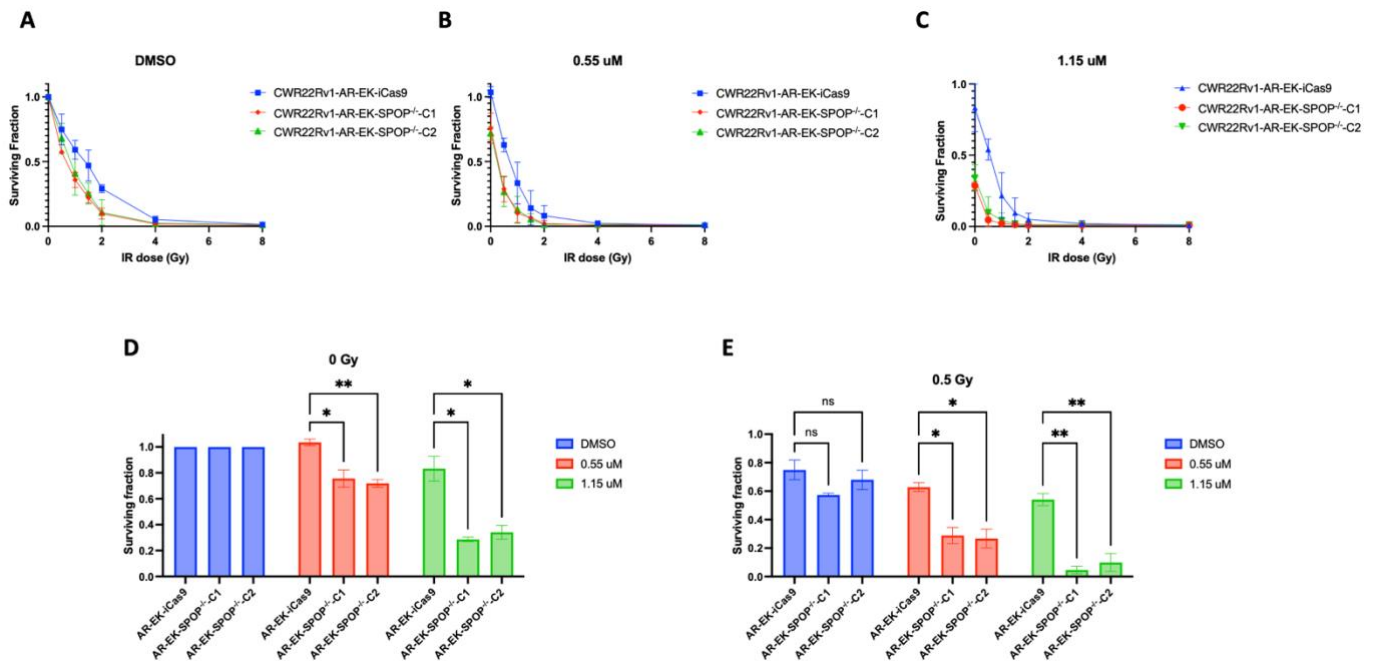 A
DMSO
Surviving Fraction
1.0
0.5
0.0
0 2 4 6 8
IR dose (Gy)
CWR22Rv1-AR-EK-iCas9
CWR22Rv1-AR-EK-SPOP-/--C1
CWR22Rv1-AR-EK-SPOP-/--C2
B
0.55 uM
Surviving Fraction
1.0
0.5
0.0
0 2 4 6 8
IR dose (Gy)
CWR22Rv1-AR-EK-iCas9
CWR22Rv1-AR-EK-SPOP-/--C1
CWR22Rv1-AR-EK-SPOP-/--C2
C
1.15 uM
Surviving Fraction
1.0
0.5
0.0
0 2 4 6 8
IR dose (Gy)
CWR22Rv1-AR-EK-iCas9
CWR22Rv1-AR-EK-SPOP-/--C1
CWR22Rv1-AR-EK-SPOP-/--C2
D
0 Gy
Surviving fraction
1.0
0.8
0.6
0.4
0.2
0.0
**
*
*
*
AR-EK-iCas9
AR-EK-SPOP-/--C1
AR-EK-SPOP-/--C2
AR-EK-iCas9
AR-EK-SPOP-/--C1
AR-EK-SPOP-/--C2
AR-EK-iCas9
AR-EK-SPOP-/--C1
AR-EK-SPOP-/--C2
DMSO
0.55 uM
1.15 uM
E
0.5 Gy
Surviving fraction
1.0
0.8
0.6
0.4
0.2
0.0
ns
ns
*
*
**
**
AR-EK-iCas9
AR-EK-SPOP-/--C1
AR-EK-SPOP-/--C2
AR-EK-iCas9
AR-EK-SPOP-/--C1
AR-EK-SPOP-/--C2
AR-EK-iCas9
AR-EK-SPOP-/--C1
AR-EK-SPOP-/--C2
DMSO
0.55 uM
1.15 uM